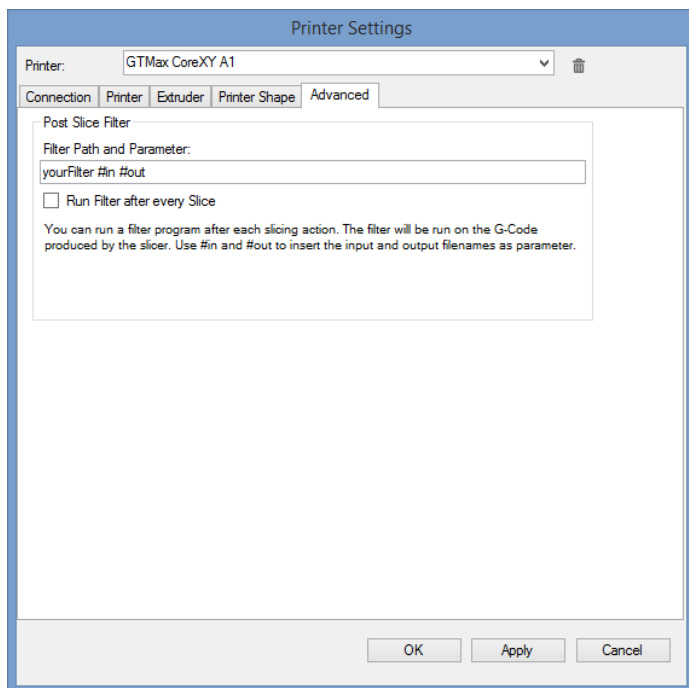 Printer Settings
Printer: GTMax CoreXY A1
Connection Printer Extruder Printer Shape Advanced
Post Slice Filter
Filter Path and Parameter:
yourFilter #in #out
Run Filter after every Slice
You can run a filter program after each slicing action. The filter will be run on the G-Code
produced by the slicer. Use #in and #out to insert the input and output filenames as parameter.
OK Apply Cancel